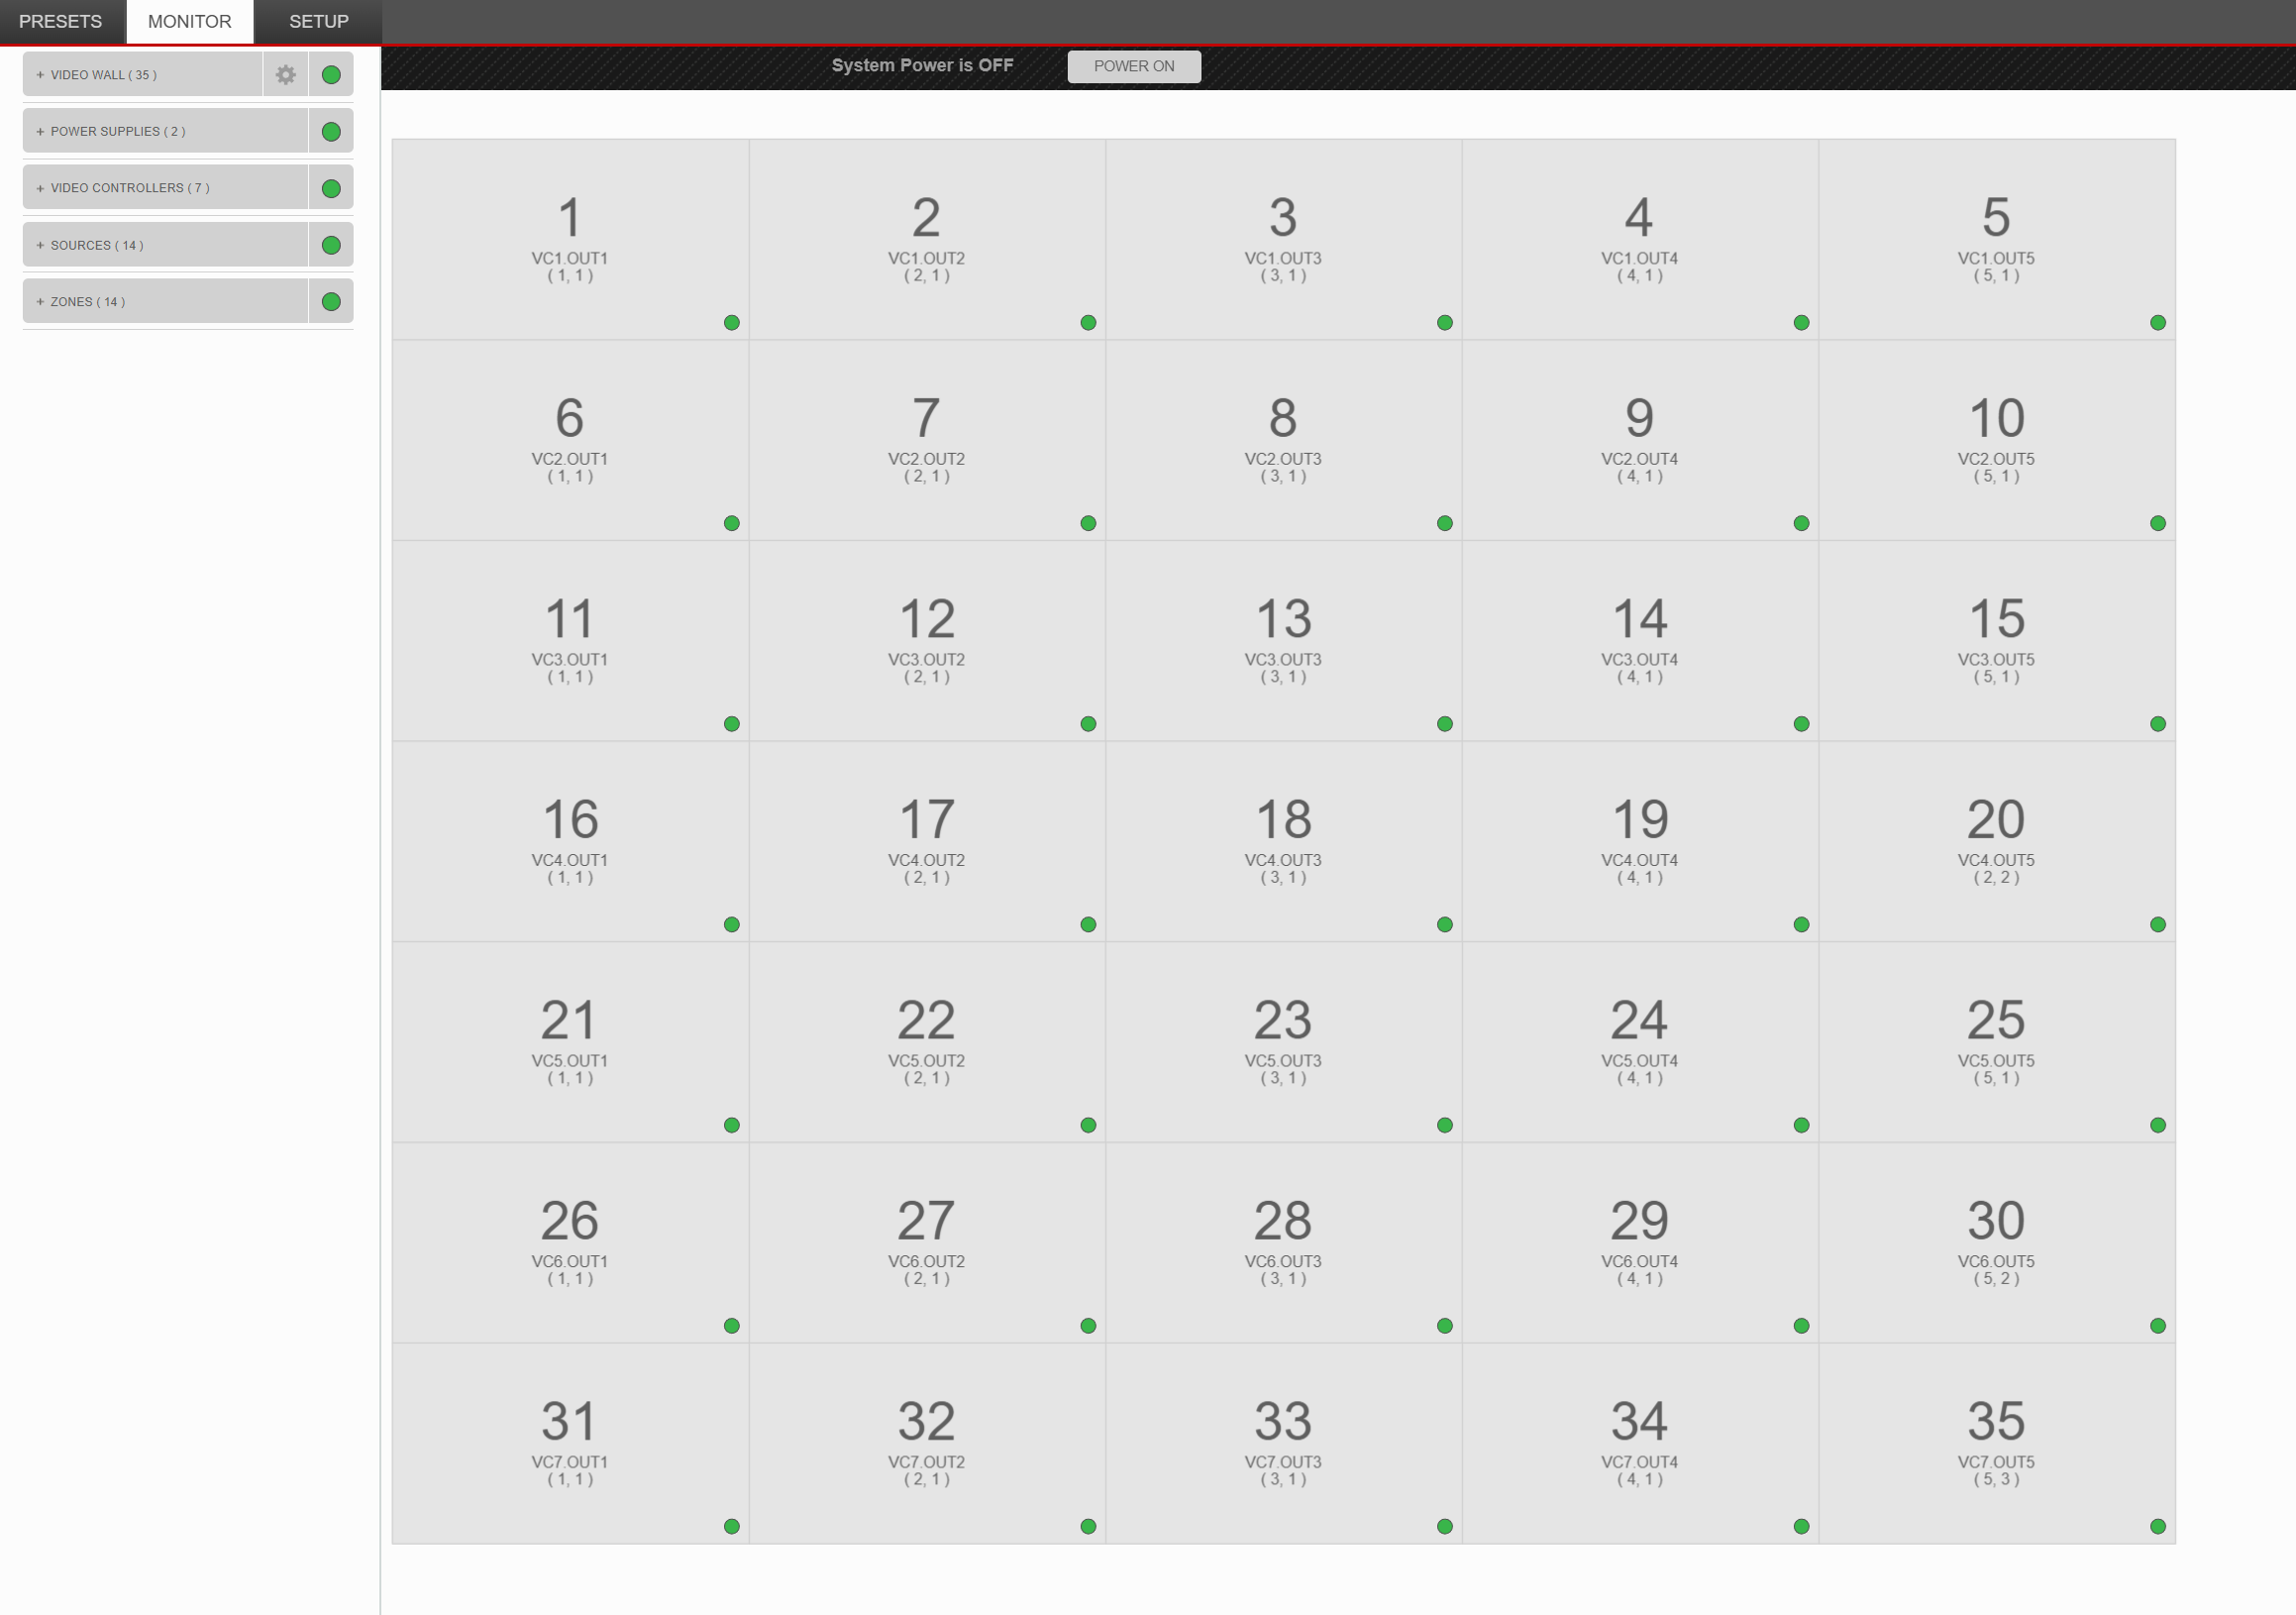 PRESETS MONITOR SETUP
+ VIDEO WALL ( 35 )
System Power is OFF POWER ON
+ POWER SUPPLIES ( 2 )
+ VIDEO CONTROLLERS ( 7 )
+ SOURCES ( 14 )
+ ZONES ( 14 )
1 2 3 4 5
VC1.OUT1 VC1.OUT2 VC1.OUT3 VC1.OUT4 VC1.OUT5
( 1, 1 ) ( 2, 1 ) ( 3, 1 ) ( 4, 1 ) ( 5, 1 )
6 7 8 9 10
VC2.OUT1 VC2.OUT2 VC2.OUT3 VC2.OUT4 VC2.OUT5
( 1, 1 ) ( 2, 1 ) ( 3, 1 ) ( 4, 1 ) ( 5, 1 )
11 12 13 14 15
VC3.OUT1 VC3.OUT2 VC3.OUT3 VC3.OUT4 VC3.OUT5
( 1, 1 ) ( 2, 1 ) ( 3, 1 ) ( 4, 1 ) ( 5, 1 )
16 17 18 19 20
VC4.OUT1 VC4.OUT2 VC4.OUT3 VC4.OUT4 VC4.OUT5
( 1, 1 ) ( 2, 1 ) ( 3, 1 ) ( 4, 1 ) ( 2, 2 )
21 22 23 24 25
VC5.OUT1 VC5.OUT2 VC5.OUT3 VC5.OUT4 VC5.OUT5
( 1, 1 ) ( 2, 1 ) ( 3, 1 ) ( 4, 1 ) ( 5, 1 )
26 27 28 29 30
VC6.OUT1 VC6.OUT2 VC6.OUT3 VC6.OUT4 VC6.OUT5
( 1, 1 ) ( 2, 1 ) ( 3, 1 ) ( 4, 1 ) ( 5, 2 )
31 32 33 34 35
VC7.OUT1 VC7.OUT2 VC7.OUT3 VC7.OUT4 VC7.OUT5
( 1, 1 ) ( 2, 1 ) ( 3, 1 ) ( 4, 1 ) ( 5, 3 )